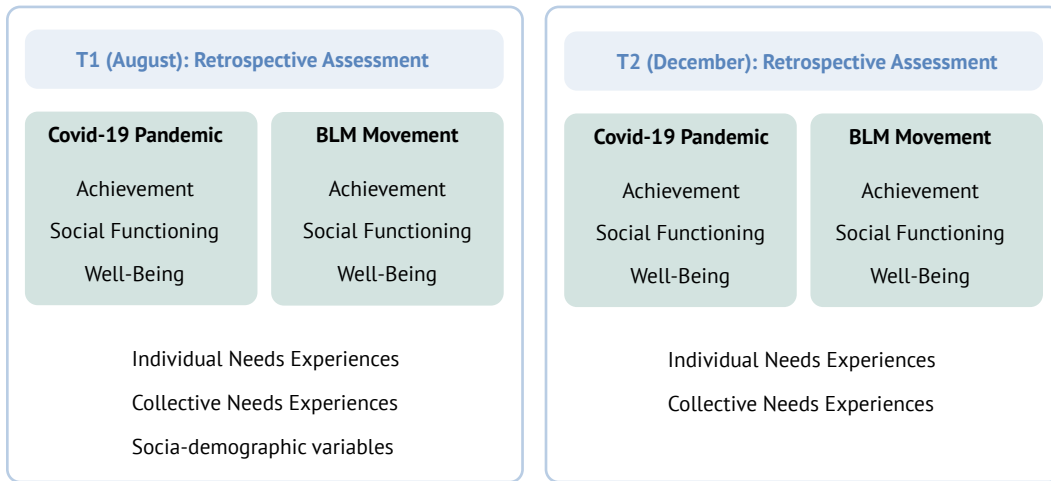 T1 (August): Retrospective Assessment
Covid-19 Pandemic
Achievement
Social Functioning
Well-Being
BLM Movement
Achievement
Social Functioning
Well-Being
Individual Needs Experiences
Collective Needs Experiences
Socia-demographic variables
T2 (December): Retrospective Assessment
Covid-19 Pandemic
Achievement
Social Functioning
Well-Being
BLM Movement
Achievement
Social Functioning
Well-Being
Individual Needs Experiences
Collective Needs Experiences